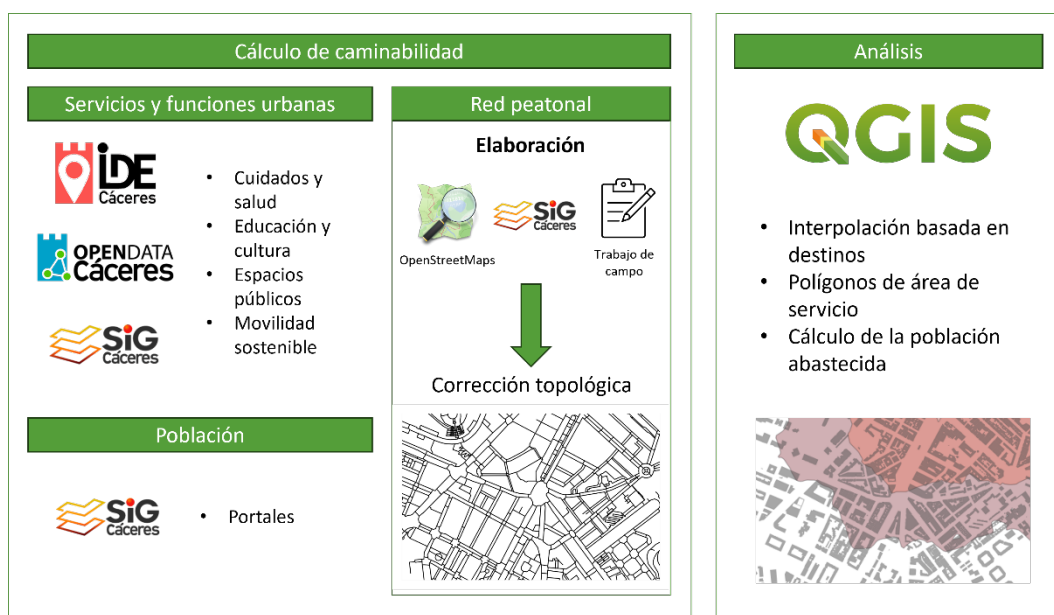 Cálculo de caminabilidad
Servicios y funciones urbanas
iDE
Cáceres
OPENDATA
Cáceres
SiG
Cáceres
• Cuidados y
salud
• Educación y
cultura
• Espacios
públicos
• Movilidad
sostenible
Población
SiG
Cáceres
• Portales
Red peatonal
Elaboración
OpenStreetMaps
SiG
Cáceres
Trabajo de
campo
Corrección topológica
Análisis
QGIS
• Interpolación basada en
destinos
• Polígonos de área de
servicio
• Cálculo de la población
abastecida